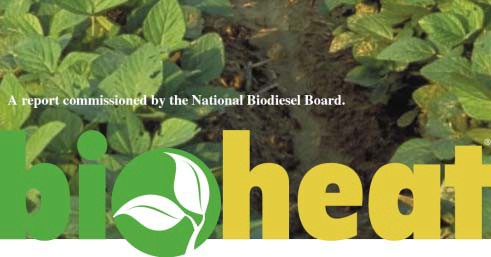 A report commissioned by the National Biodiesel Board.
bioheat®